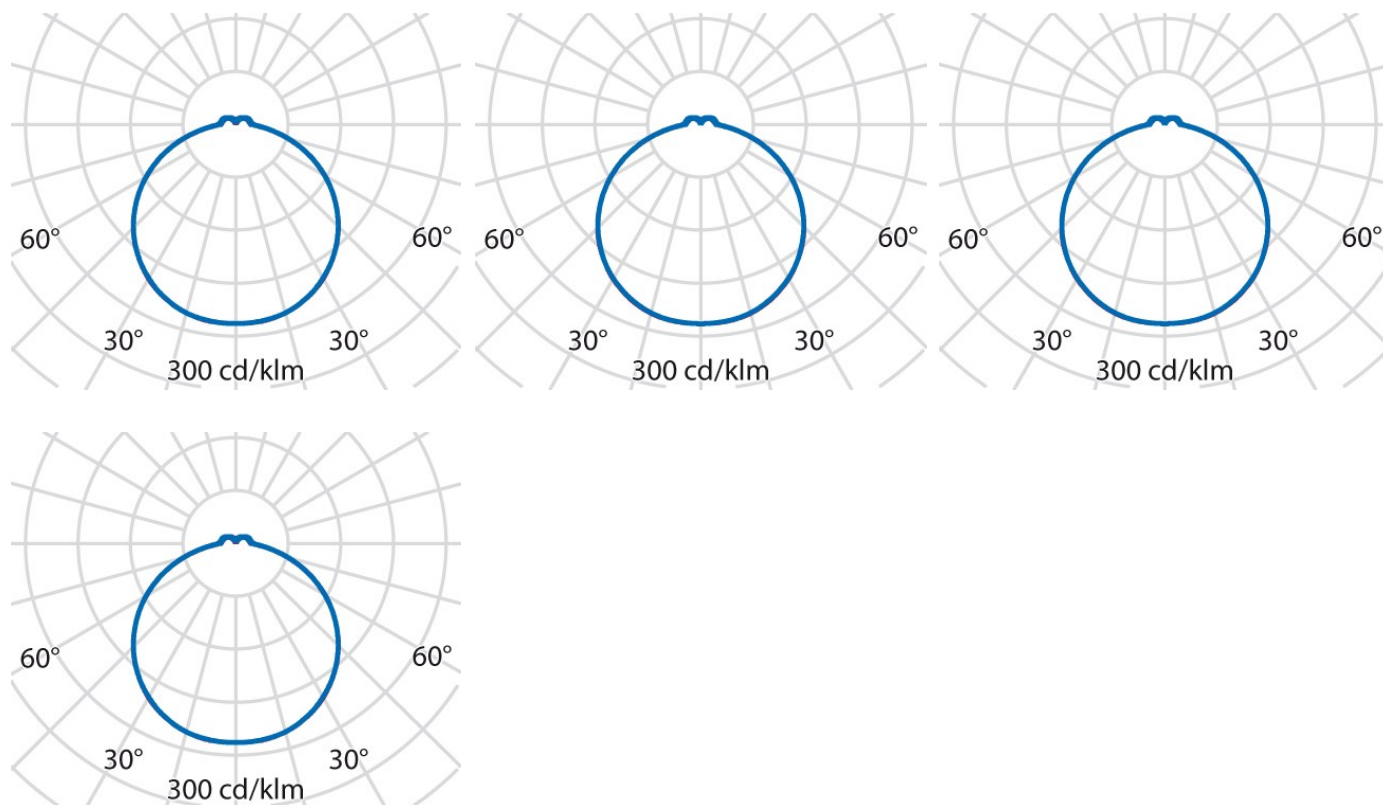 60° 60° 60° 60° 60° 60°
30° 30° 30° 30° 30° 30°
300 cd/klm 300 cd/klm 300 cd/klm
60° 60°
30° 30°
300 cd/klm